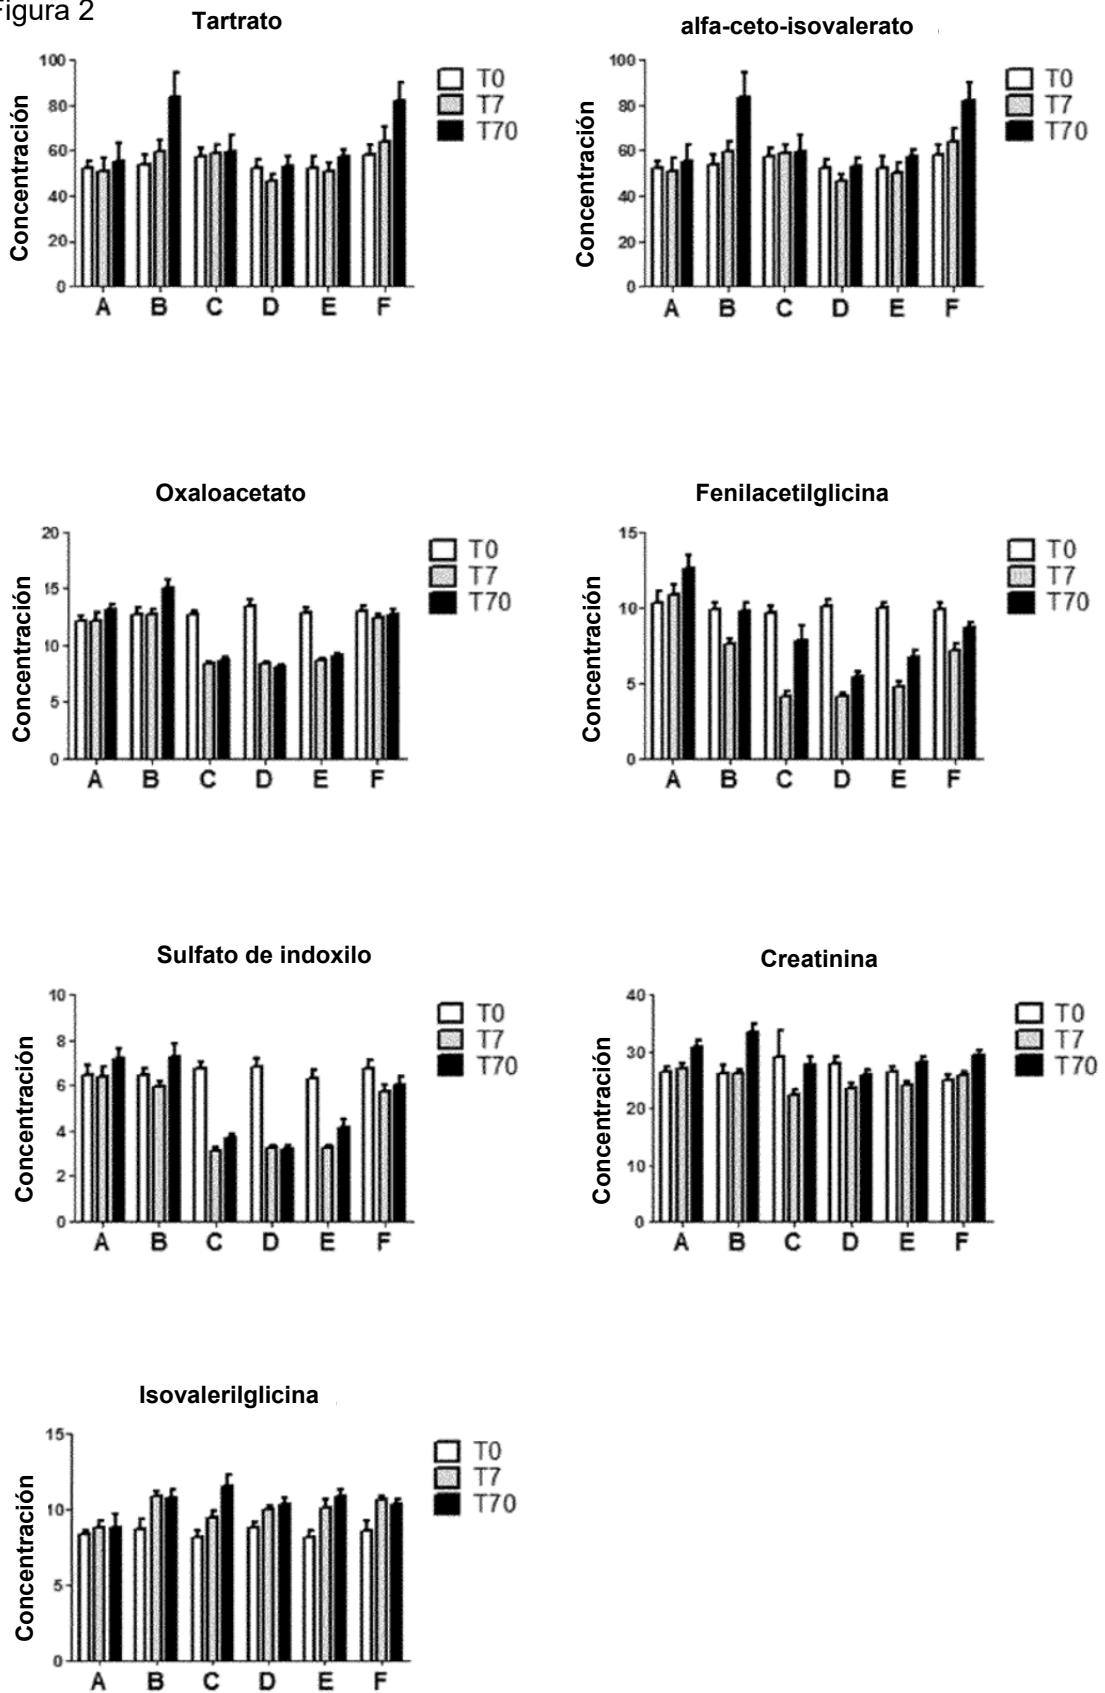 Figura 2
Tartrato
Concentración
100
80
60
40
20
0
A B C D E F
T0
T7
T70
alfa-ceto-isovalerato
Concentración
100
80
60
40
20
0
A B C D E F
T0
T7
T70
Oxaloacetato
Concentración
20
15
10
5
0
A B C D E F
T0
T7
T70
Fenilacetilglicina
Concentración
15
10
5
0
A B C D E F
T0
T7
T70
Sulfato de indoxilo
Concentración
10
8
6
4
2
0
A B C D E F
T0
T7
T70
Creatinina
Concentración
40
30
20
10
0
A B C D E F
T0
T7
T70
Isovalerilglicina
Concentración
15
10
5
0
A B C D E F
T0
T7
T70